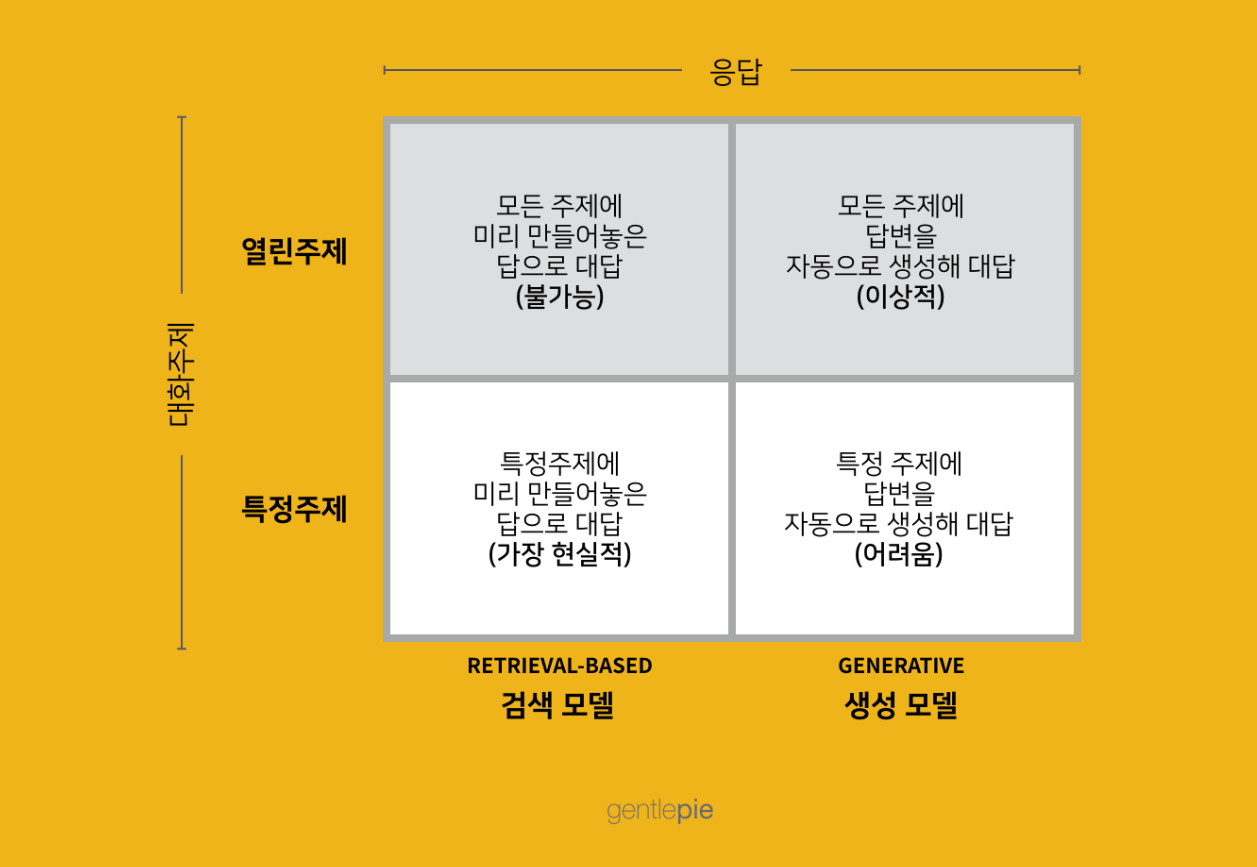 응답
대화주제
열린주제
모든 주제에
미리 만들어놓은
답으로 대답
(불가능)
모든 주제에
답변을
자동으로 생성해 대답
(이상적)
특정주제
특정주제에
미리 만들어놓은
답으로 대답
(가장 현실적)
특정 주제에
답변을
자동으로 생성해 대답
(어려움)
RETRIEVAL-BASED
검색 모델
GENERATIVE
생성 모델
gentlepie